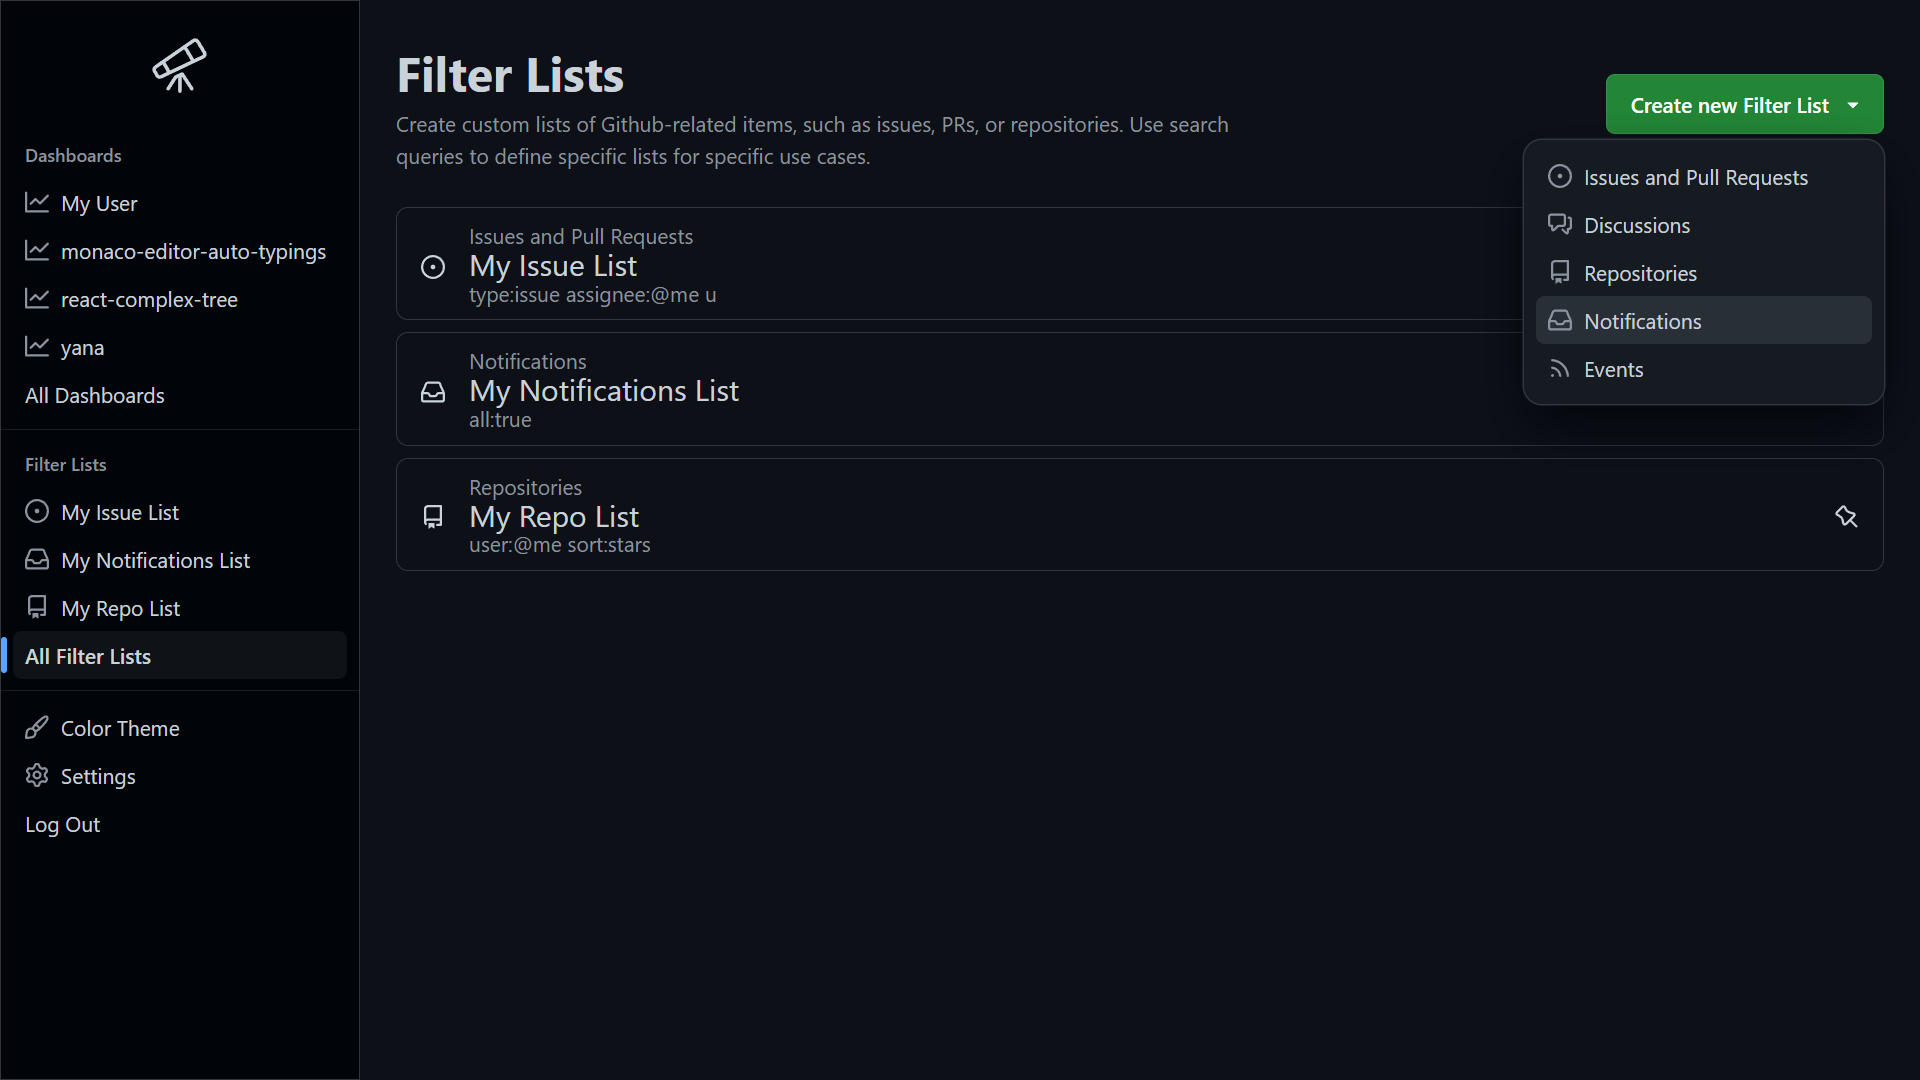 Dashboards
My User
monaco-editor-auto-typings
react-complex-tree
yana
All Dashboards
Filter Lists
My Issue List
My Notifications List
My Repo List
All Filter Lists
Color Theme
Settings
Log Out
Filter Lists
Create custom lists of Github-related items, such as issues, PRs, or repositories. Use search
queries to define specific lists for specific use cases.
Create new Filter List
Issues and Pull Requests
Discussions
Repositories
Notifications
Events
Issues and Pull Requests
My Issue List
type:issue assignee:@me u
Notifications
My Notifications List
all:true
Repositories
My Repo List
user:@me sort:stars